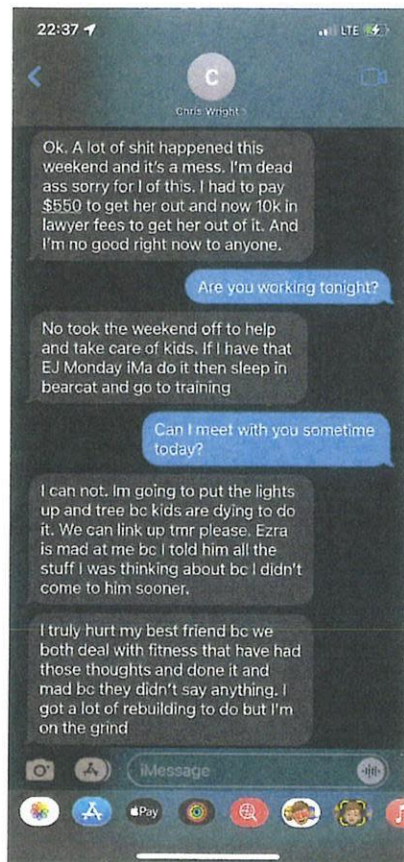 22:37
LTE
C
Chris Wright
Ok. A lot of shit happened this
weekend and it's a mess. I'm dead
ass sorry for l of this. I had to pay
$550 to get her out and now 10k in
lawyer fees to get her out of it. And
I'm no good right now to anyone.
Are you working tonight?
No took the weekend off to help
and take care of kids. If I have that
EJ Monday iMa do it then sleep in
bearcat and go to training
Can I meet with you sometime
today?
I can not. Im going to put the lights
up and tree bc kids are dying to do
it. We can link up tmr please. Ezra
is mad at me bc I told him all the
stuff I was thinking about bc I didn't
come to him sooner.
I truly hurt my best friend bc we
both deal with fitness that have had
those thoughts and done it and
mad bc they didn't say anything. I
got a lot of rebuilding to do but I'm
on the grind
iMessage
Pay